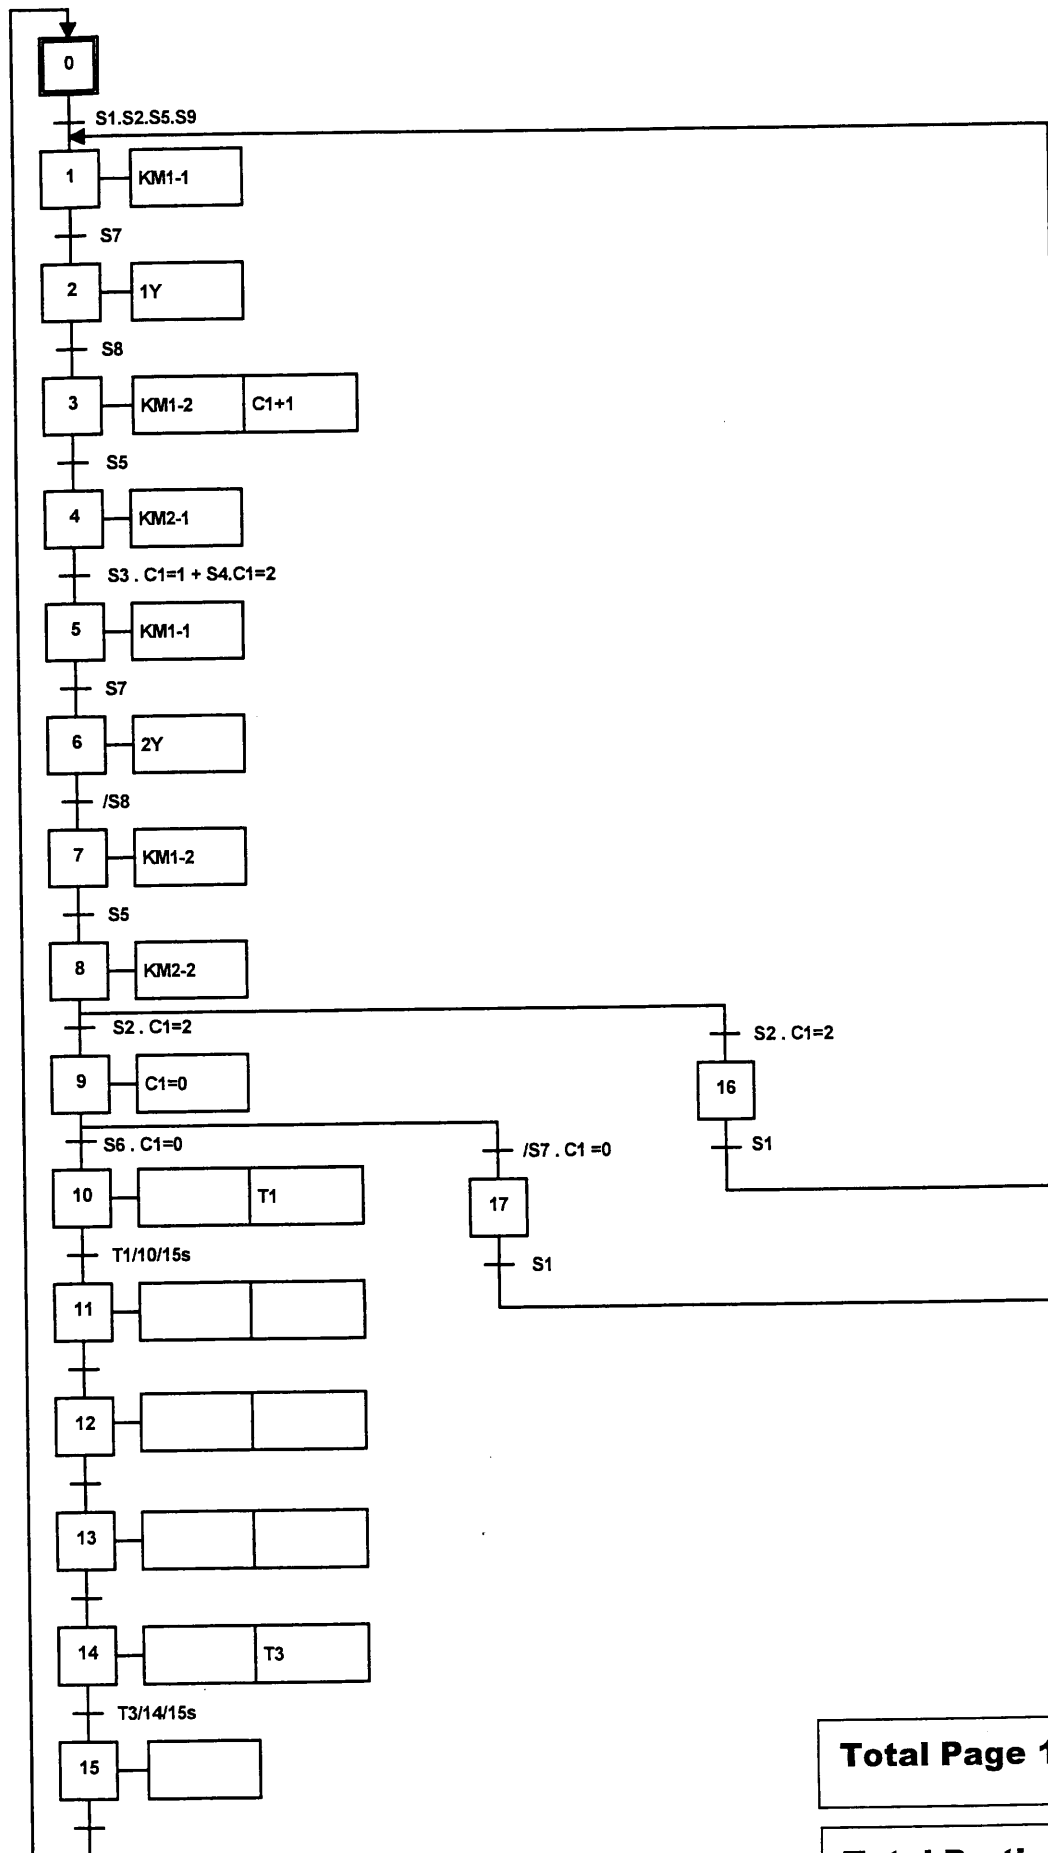 0
S1.S2.S5.S9
1 KM1-1
S7
2 1Y
S8
3 KM1-2 C1+1
S5
4 KM2-1
S3 . C1=1 + S4.C1=2
5 KM1-1
S7
6 2Y
/S8
7 KM1-2
S5
8 KM2-2
S2 . C1=2 S2 . C1=2
9 C1=0 16
S6 . C1=0 /S7 . C1 =0 S1
10 T1 17
T1/10/15s S1
11
12
13
14 T3
T3/14/15s
15
Total Page 1